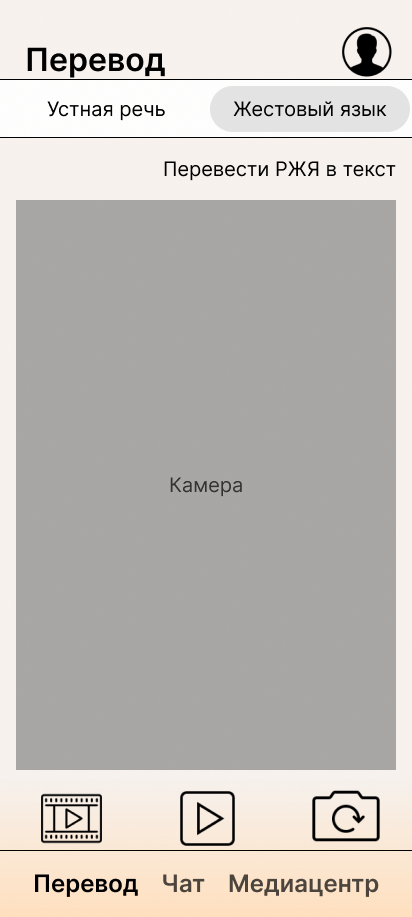 Перевод
Устная речь Жестовый язык
Перевести РЖЯ в текст
Камера
Перевод Чат Медиацентр